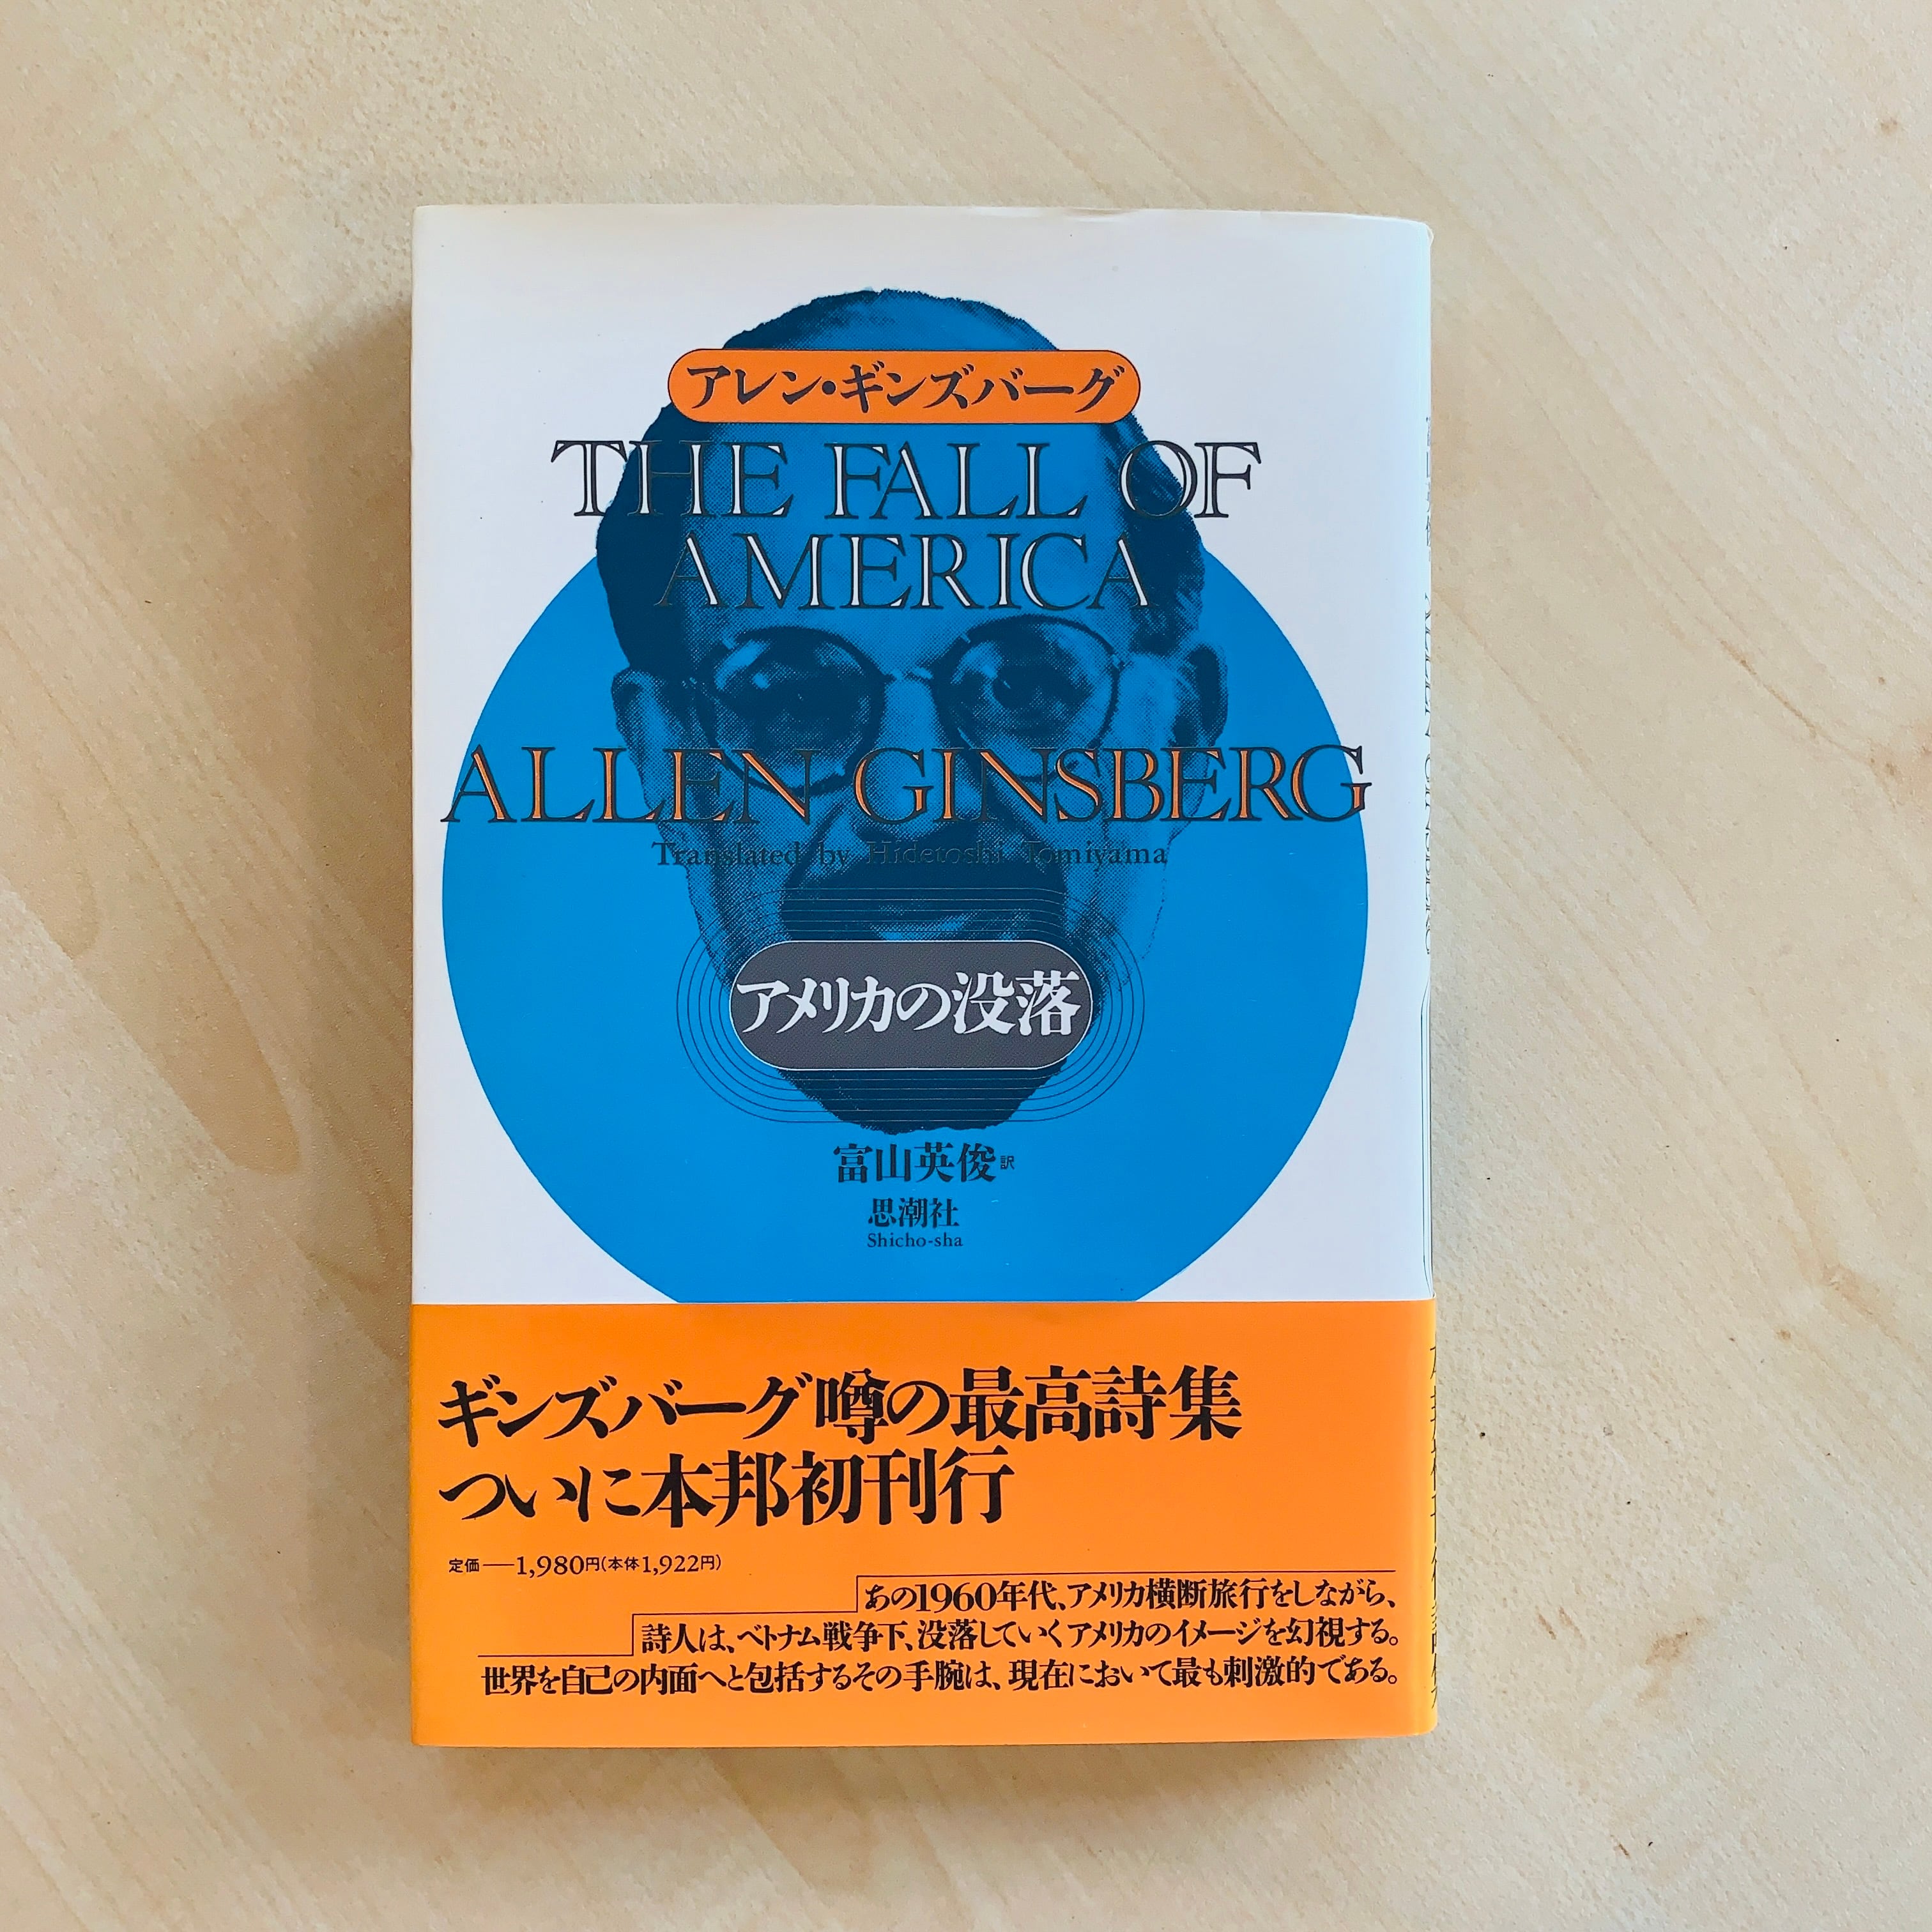 アレン・ギンズバーグ
THE FALL OF
AMERICA
ALLEN GINSBERG
Translated by Hidetoshi Tomiyama
アメリカの没落
富山英俊訳
思潮社
Shicho-sha
ギンズバーグ噂の最高詩集
ついに本邦初刊行
定価──1,980円(本体1,922円)
あの1960年代、アメリカ横断旅行をしながら、
詩人は、ベトナム戦争下、没落していくアメリカのイメージを幻視する。
世界を自己の内面へと包括するその手腕は、現在において最も刺激的である。
ALLEN GINSBERG